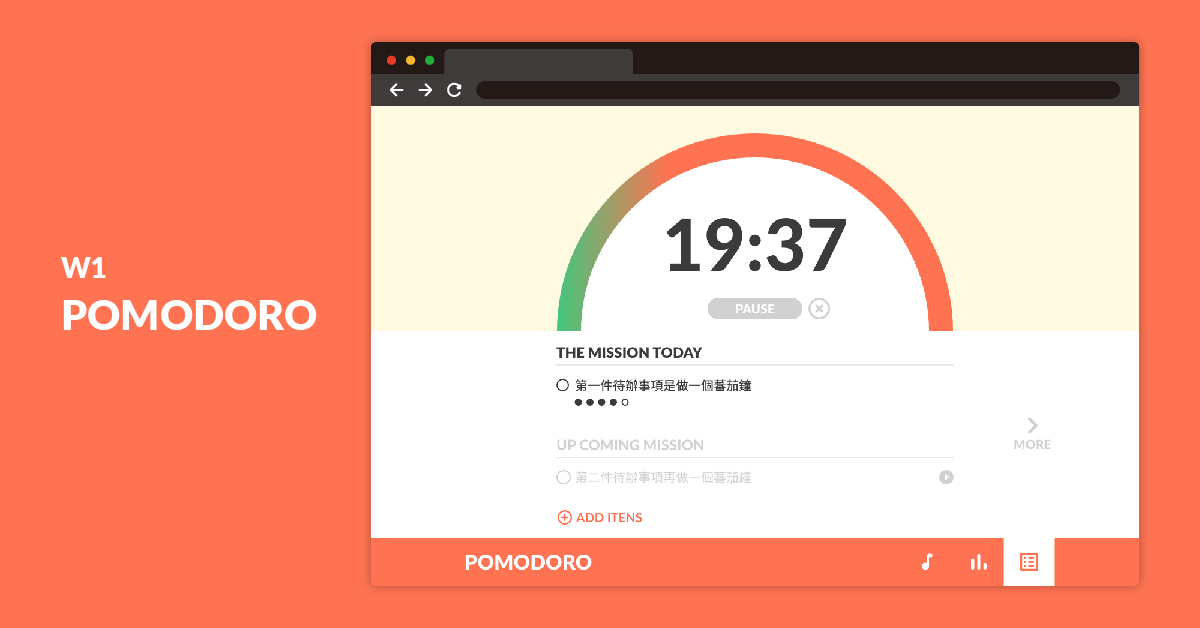 W1
POMODORO
19:37
PAUSE
THE MISSION TODAY
第一件待辦事項是做一個蕃茄鐘
UP COMING MISSION
第二件待辦事項再做一個蕃茄鐘
MORE
ADD ITENS
POMODORO